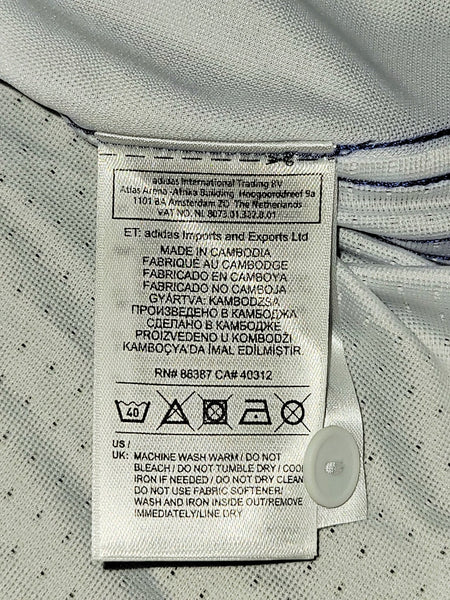 adidas International Trading BV
Atlas Arena -Afrika Building Hoogoorddreef 9a
1101 BA Amsterdam ZO The Netherlands
VAT NO. NL 8073.01.322.B.01
ET: adidas Imports and Exports Ltd
MADE IN CAMBODIA
FABRIQUÉ AU CAMBODGE
FABRICADO EN CAMBOYA
FABRICADO NO CAMBOJA
GYÁRTVA: KAMBODZSA
ПРОИЗВЕДЕНО В КАМБОДЖА
СДЕЛАНО В КАМБОДЖЕ
PRODUZIONE U KOMBODZI
KAMBOÇYA'DA İMAL EDİLMİŞTİR
RN# 88387 CA# 40312
40
US /
UK: MACHINE WASH WARM / DO NOT
BLEACH / DO NOT TUMBLE DRY / COOL
IRON IF NEEDED / DO NOT DRY CLEAN
DO NOT USE FABRIC SOFTENER/
WASH AND IRON INSIDE OUT/REMOVE
IMMEDIATELY/LINE DRY